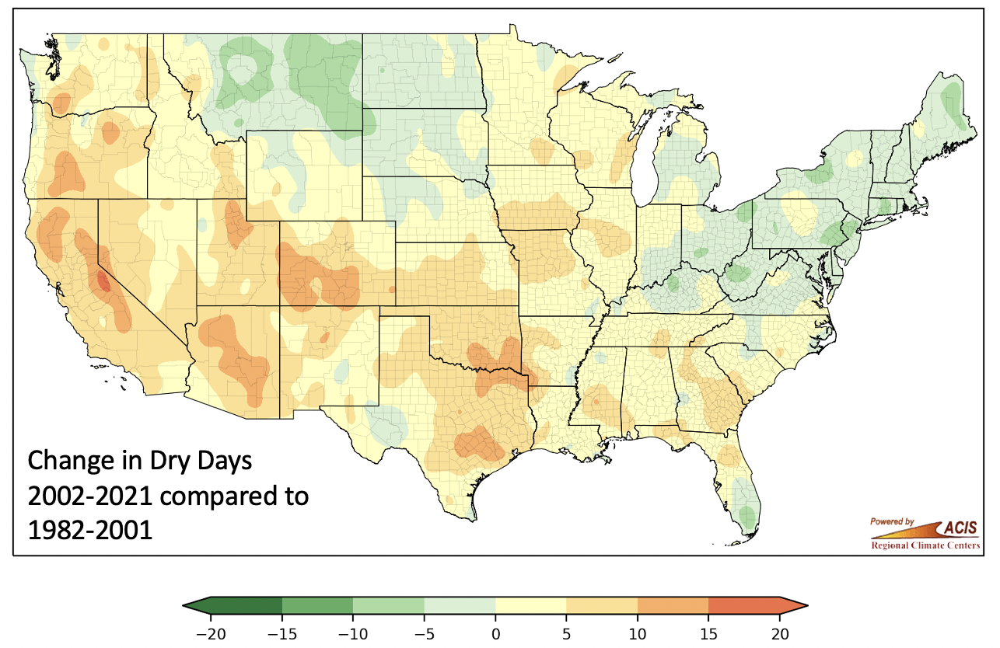 Change in Dry Days
2002-2021 compared to
1982-2001
Powered by
ACIS
Regional Climate Centers
−20 −15 −10 −5 0 5 10 15 20